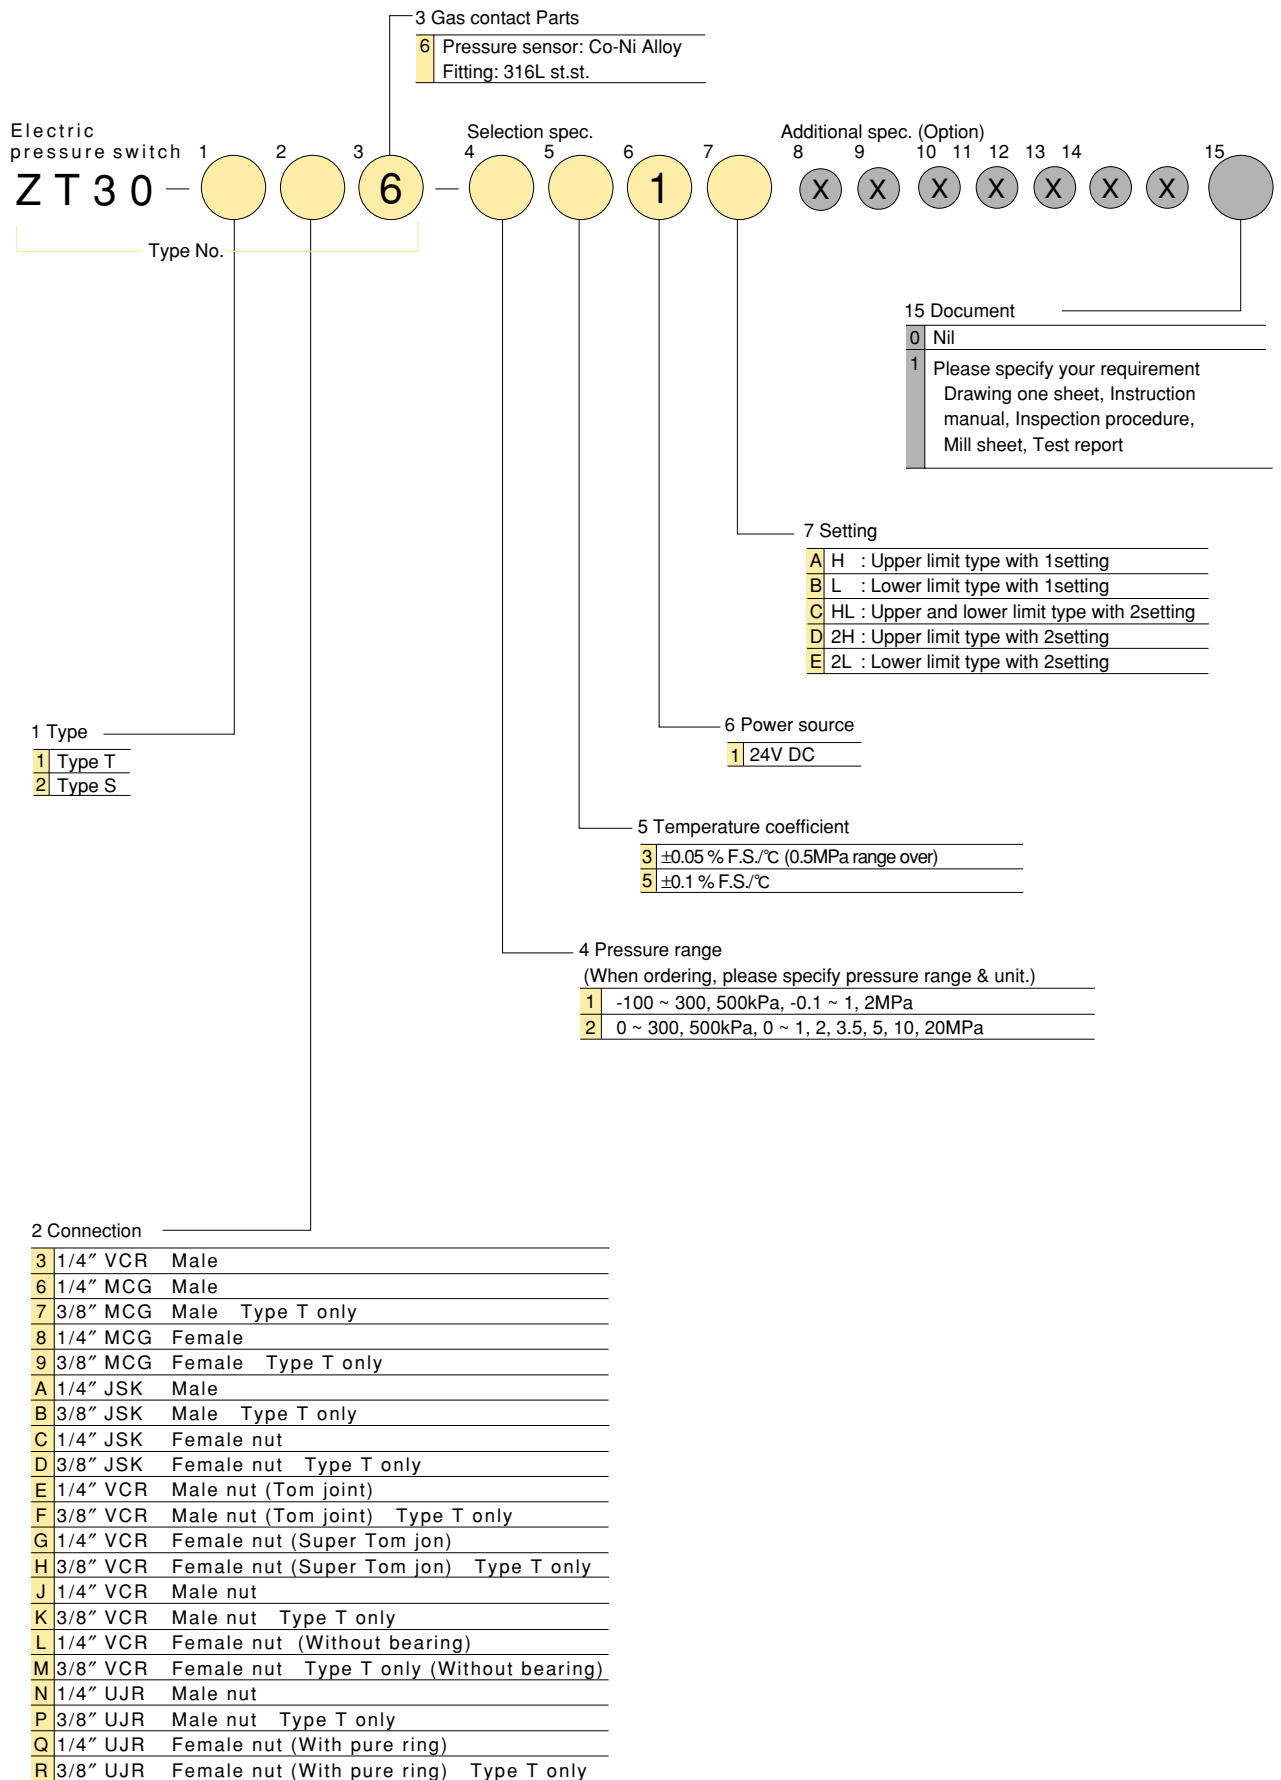 3 Gas contact Parts
6 Pressure sensor: Co-Ni Alloy
Fitting: 316L st.st.
Electric
pressure switch
Selection spec.
Additional spec. (Option)
1 2 3 4 5 6 7 8 9 10 11 12 13 14 15
ZT30 — 6 — 1 X X X X X X X
Type No.
15 Document
0 Nil
1 Please specify your requirement
Drawing one sheet, Instruction
manual, Inspection procedure,
Mill sheet, Test report
7 Setting
A H : Upper limit type with 1setting
B L : Lower limit type with 1setting
C HL : Upper and lower limit type with 2setting
D 2H : Upper limit type with 2setting
E 2L : Lower limit type with 2setting
1 Type
1 Type T
2 Type S
6 Power source
1 24V DC
5 Temperature coefficient
3 ±0.05 % F.S./℃ (0.5MPa range over)
5 ±0.1 % F.S./℃
4 Pressure range
(When ordering, please specify pressure range & unit.)
1 -100 ~ 300, 500kPa, -0.1 ~ 1, 2MPa
2 0 ~ 300, 500kPa, 0 ~ 1, 2, 3.5, 5, 10, 20MPa
2 Connection
3 1/4″ VCR Male
6 1/4″ MCG Male
7 3/8″ MCG Male Type T only
8 1/4″ MCG Female
9 3/8″ MCG Female Type T only
A 1/4″ JSK Male
B 3/8″ JSK Male Type T only
C 1/4″ JSK Female nut
D 3/8″ JSK Female nut Type T only
E 1/4″ VCR Male nut (Tom joint)
F 3/8″ VCR Male nut (Tom joint) Type T only
G 1/4″ VCR Female nut (Super Tom jon)
H 3/8″ VCR Female nut (Super Tom jon) Type T only
J 1/4″ VCR Male nut
K 3/8″ VCR Male nut Type T only
L 1/4″ VCR Female nut (Without bearing)
M 3/8″ VCR Female nut Type T only (Without bearing)
N 1/4″ UJR Male nut
P 3/8″ UJR Male nut Type T only
Q 1/4″ UJR Female nut (With pure ring)
R 3/8″ UJR Female nut (With pure ring) Type T only